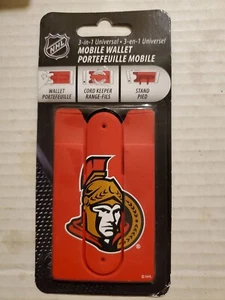 NHL
3-in-1 Universal • 3-en-1 Universel
MOBILE WALLET
PORTEFEUILLE MOBILE
WALLET
PORTEFEUILLE
CORD KEEPER
RANGE-FILS
STAND
PIED